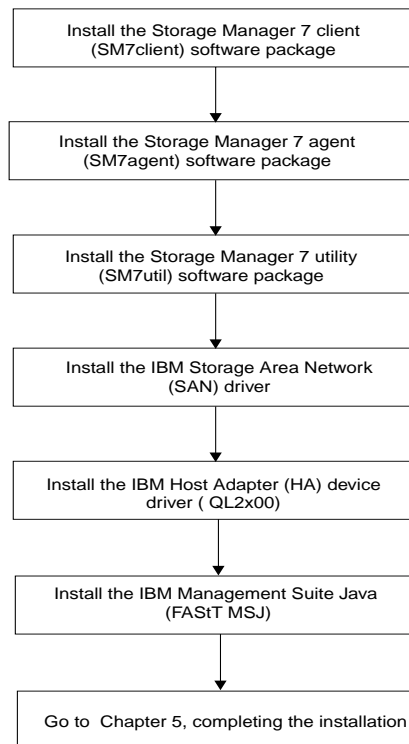 Install the Storage Manager 7 client
(SM7client) software package
Install the Storage Manager 7 agent
(SM7agent) software package
Install the Storage Manager 7 utility
(SM7util) software package
Install the IBM Storage Area Network
(SAN) driver
Install the IBM Host Adapter (HA) device
driver ( QL2x00)
Install the IBM Management Suite Java
(FAStT MSJ)
Go to Chapter 5, completing the installation